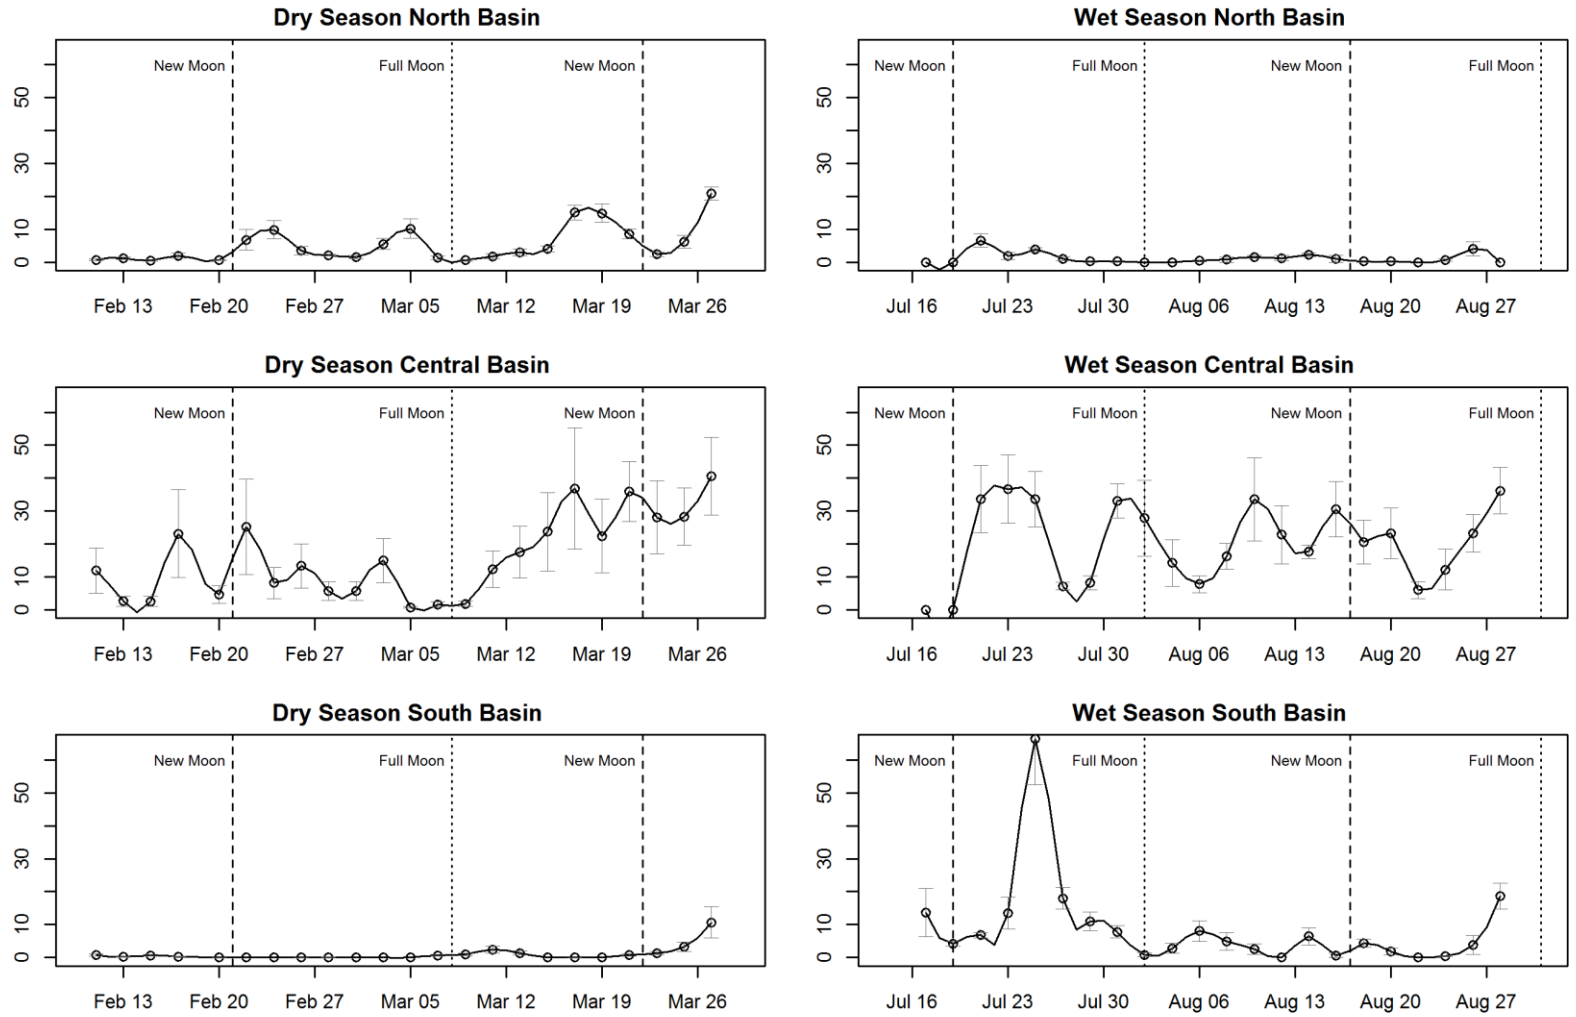 Dry Season North Basin
New Moon
Full Moon
New Moon
50
30
10
0
Feb 13
Feb 20
Feb 27
Mar 05
Mar 12
Mar 19
Mar 26
Wet Season North Basin
New Moon
Full Moon
New Moon
Full Moon
50
30
10
0
Jul 16
Jul 23
Jul 30
Aug 06
Aug 13
Aug 20
Aug 27
Dry Season Central Basin
New Moon
Full Moon
New Moon
50
30
10
0
Feb 13
Feb 20
Feb 27
Mar 05
Mar 12
Mar 19
Mar 26
Wet Season Central Basin
New Moon
Full Moon
New Moon
Full Moon
50
30
10
0
Jul 16
Jul 23
Jul 30
Aug 06
Aug 13
Aug 20
Aug 27
Dry Season South Basin
New Moon
Full Moon
New Moon
50
30
10
0
Feb 13
Feb 20
Feb 27
Mar 05
Mar 12
Mar 19
Mar 26
Wet Season South Basin
New Moon
Full Moon
New Moon
Full Moon
50
30
10
0
Jul 16
Jul 23
Jul 30
Aug 06
Aug 13
Aug 20
Aug 27